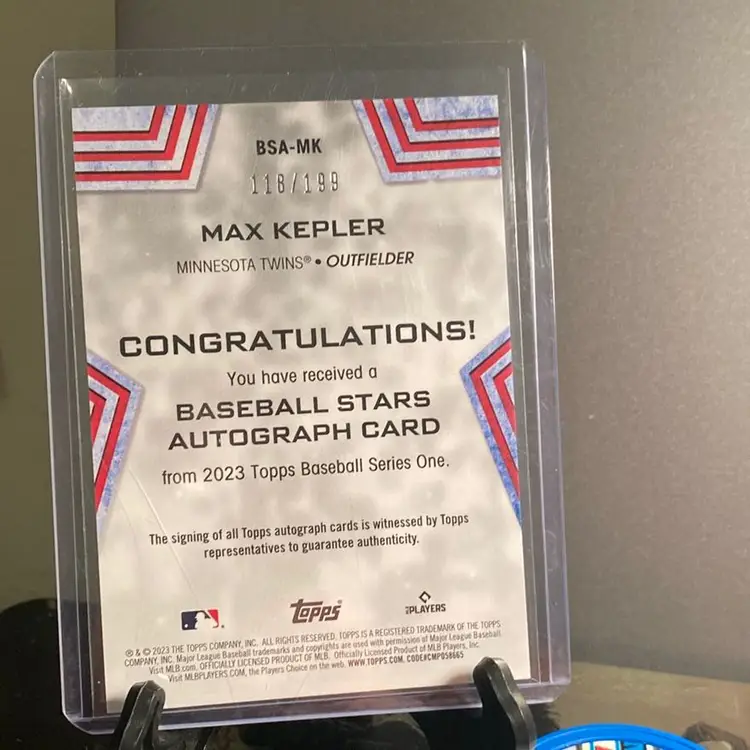 BSA-MK
118/199
MAX KEPLER
MINNESOTA TWINS® • OUTFIELDER
CONGRATULATIONS!
You have received a
BASEBALL STARS
AUTOGRAPH CARD
from 2023 Topps Baseball Series One.
The signing of all Topps autograph cards is witnessed by Topps
representatives to guarantee authenticity.
topps
PLAYERS
® & © 2023 THE TOPPS COMPANY, INC. ALL RIGHTS RESERVED. TOPPS IS A REGISTERED TRADEMARK OF THE TOPPS
COMPANY, INC. Major League Baseball trademarks and copyrights are used with permission of Major League Baseball.
Visit MLB.com. OFFICIALLY LICENSED PRODUCT OF MLB. Officially Licensed Product of MLB Players, Inc.
Visit MLBPLAYERS.COM, the Players Choice on the web. WWW.TOPPS.COM. CODE#CMP058665